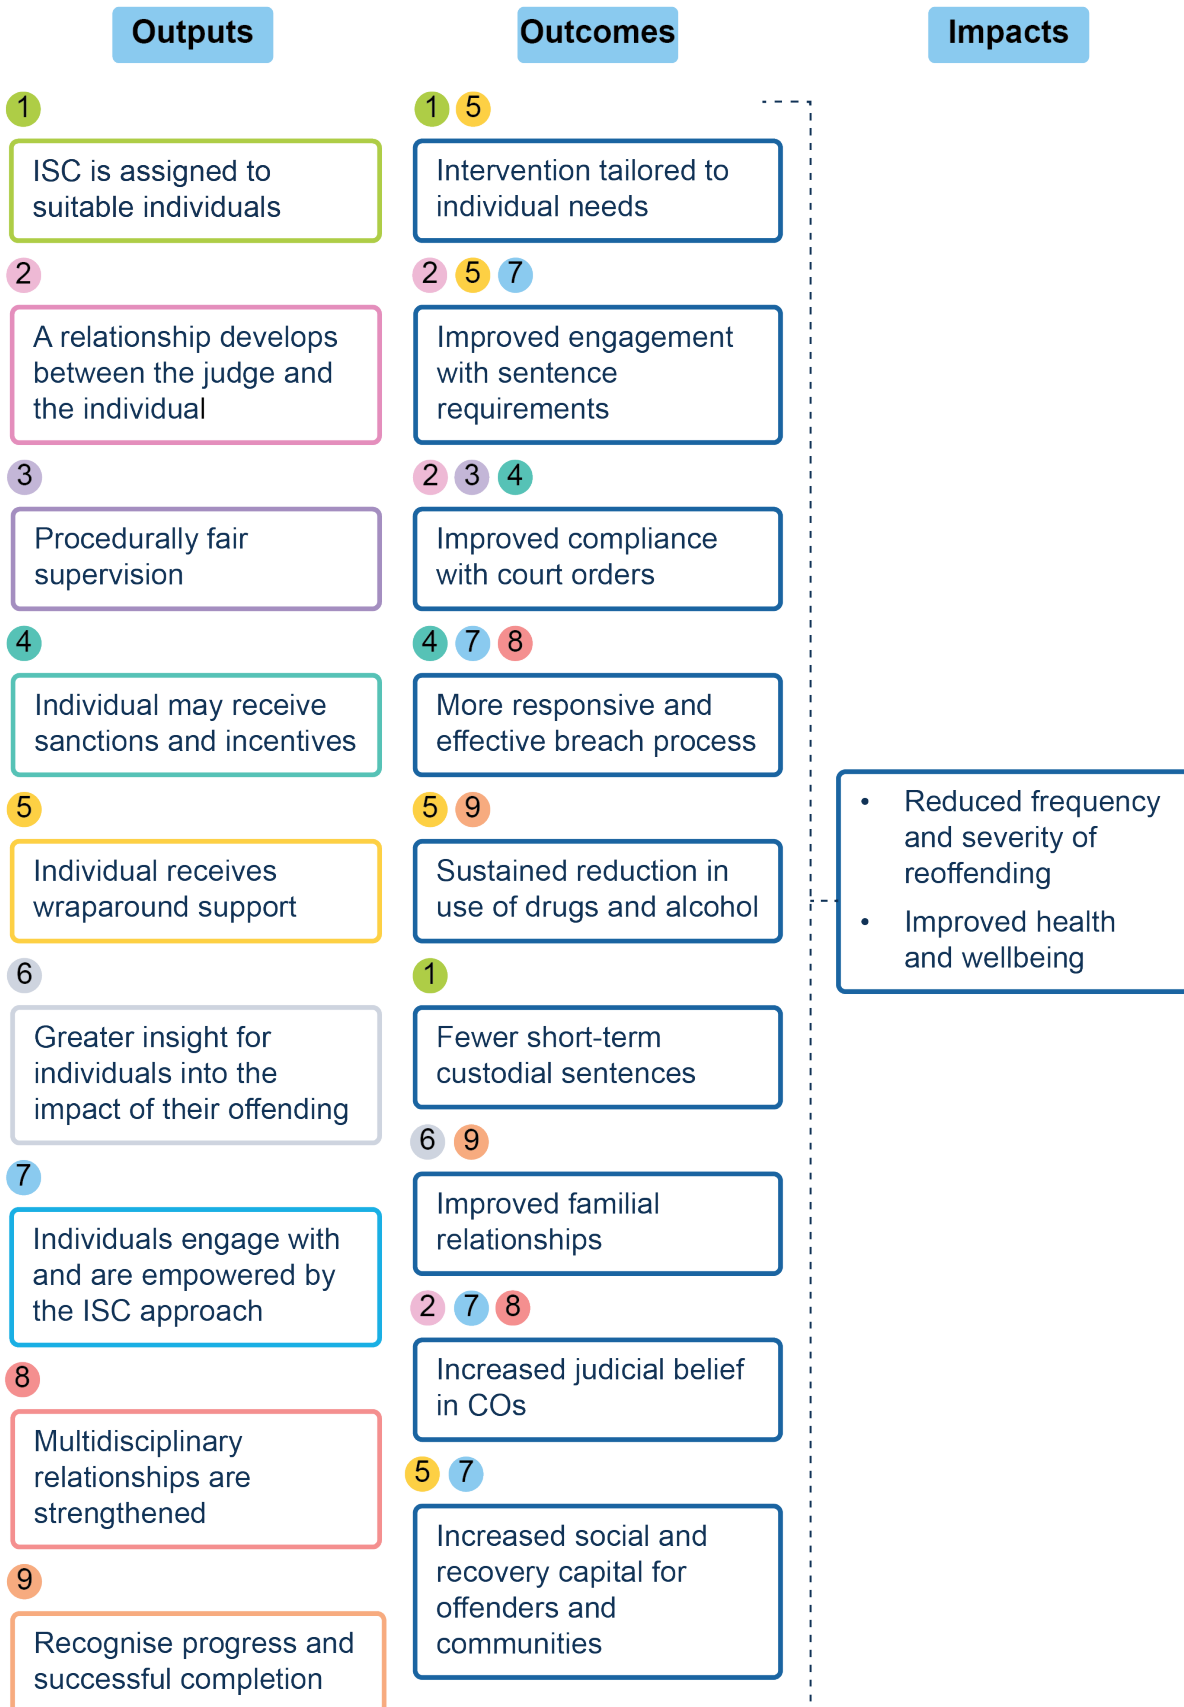 Outputs
1
ISC is assigned to
suitable individuals
2
A relationship develops
between the judge and
the individual
3
Procedurally fair
supervision
4
Individual may receive
sanctions and incentives
5
Individual receives
wraparound support
6
Greater insight for
individuals into the
impact of their offending
7
Individuals engage with
and are empowered by
the ISC approach
8
Multidisciplinary
relationships are
strengthened
9
Recognise progress and
successful completion
Outcomes
1 5
Intervention tailored to
individual needs
2 5 7
Improved engagement
with sentence
requirements
2 3 4
Improved compliance
with court orders
4 7 8
More responsive and
effective breach process
5 9
Sustained reduction in
use of drugs and alcohol
1
Fewer short-term
custodial sentences
6 9
Improved familial
relationships
2 7 8
Increased judicial belief
in COs
5 7
Increased social and
recovery capital for
offenders and
communities
Impacts
• Reduced frequency
and severity of
reoffending
• Improved health
and wellbeing